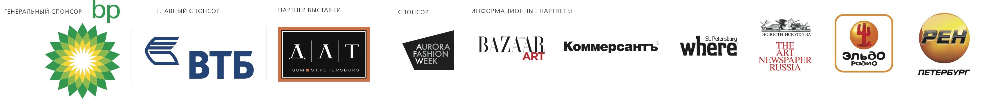 ГЕНЕРАЛЬНЫЙ СПОНСОР
bp
ГЛАВНЫЙ СПОНСОР
ВТБ
ПАРТНЕР ВЫСТАВКИ
ДЛТ
TSUM ST.PETERSBURG
СПОНСОР
AURORA
FASHION
WEEK
ИНФОРМАЦИОННЫЕ ПАРТНЕРЫ
Harper's
BAZAAR
ART
Коммерсантъ®
St. Petersburg
where
НОВОСТИ ИСКУССТВА
THE
ART
NEWSPAPER
RUSSIA
эльдо
радио
РЕН
ПЕТЕРБУРГ